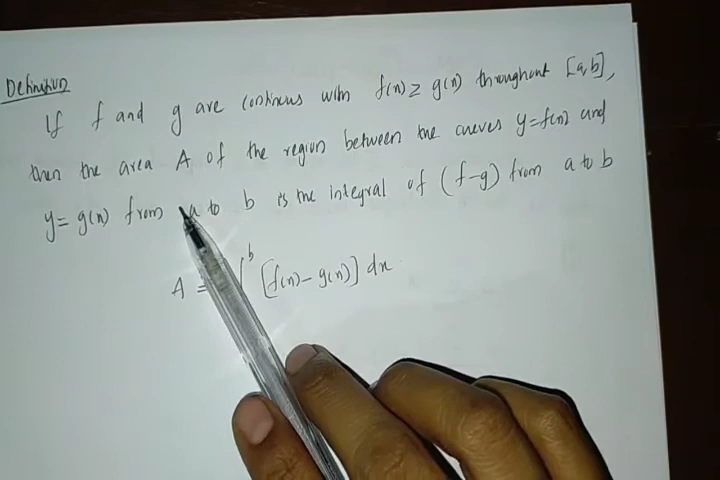 Definition
If f and g are continus with f(x) ≥ g(x) throughout [a,b],
then the area A of the region between the curves y=f(x) and
y= g(x) from a to b is the integral of (f-g) from a to b
A = ∫ᵇ [f(x)- g(x)] dx